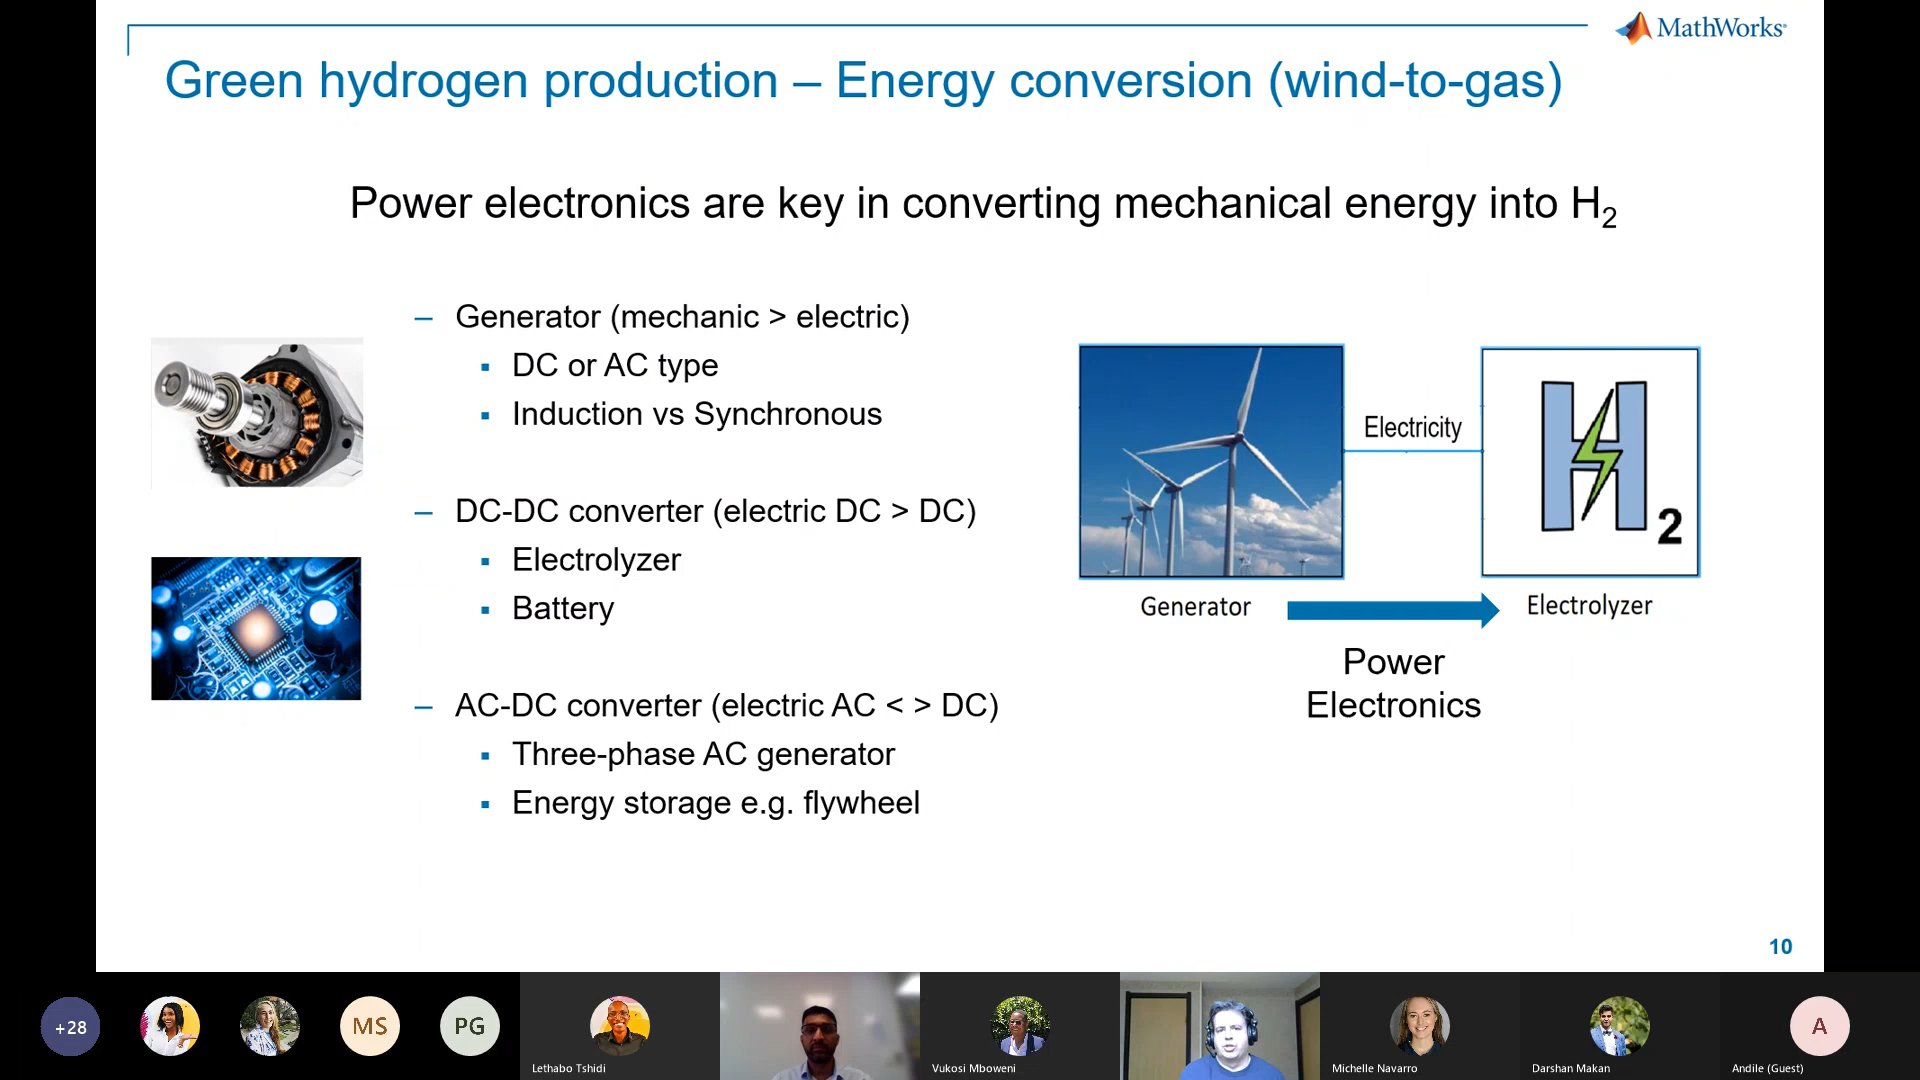 MathWorks®
Green hydrogen production – Energy conversion (wind-to-gas)
Power electronics are key in converting mechanical energy into H2
– Generator (mechanic > electric)
▪ DC or AC type
▪ Induction vs Synchronous
– DC-DC converter (electric DC > DC)
▪ Electrolyzer
▪ Battery
– AC-DC converter (electric AC < > DC)
▪ Three-phase AC generator
▪ Energy storage e.g. flywheel
Electricity
H2
Generator
Electrolyzer
Power
Electronics
10
+28
MS
PG
Lethabo Tshidi
Vukosi Mboweni
Michelle Navarro
Darshan Makan
A
Andile (Guest)